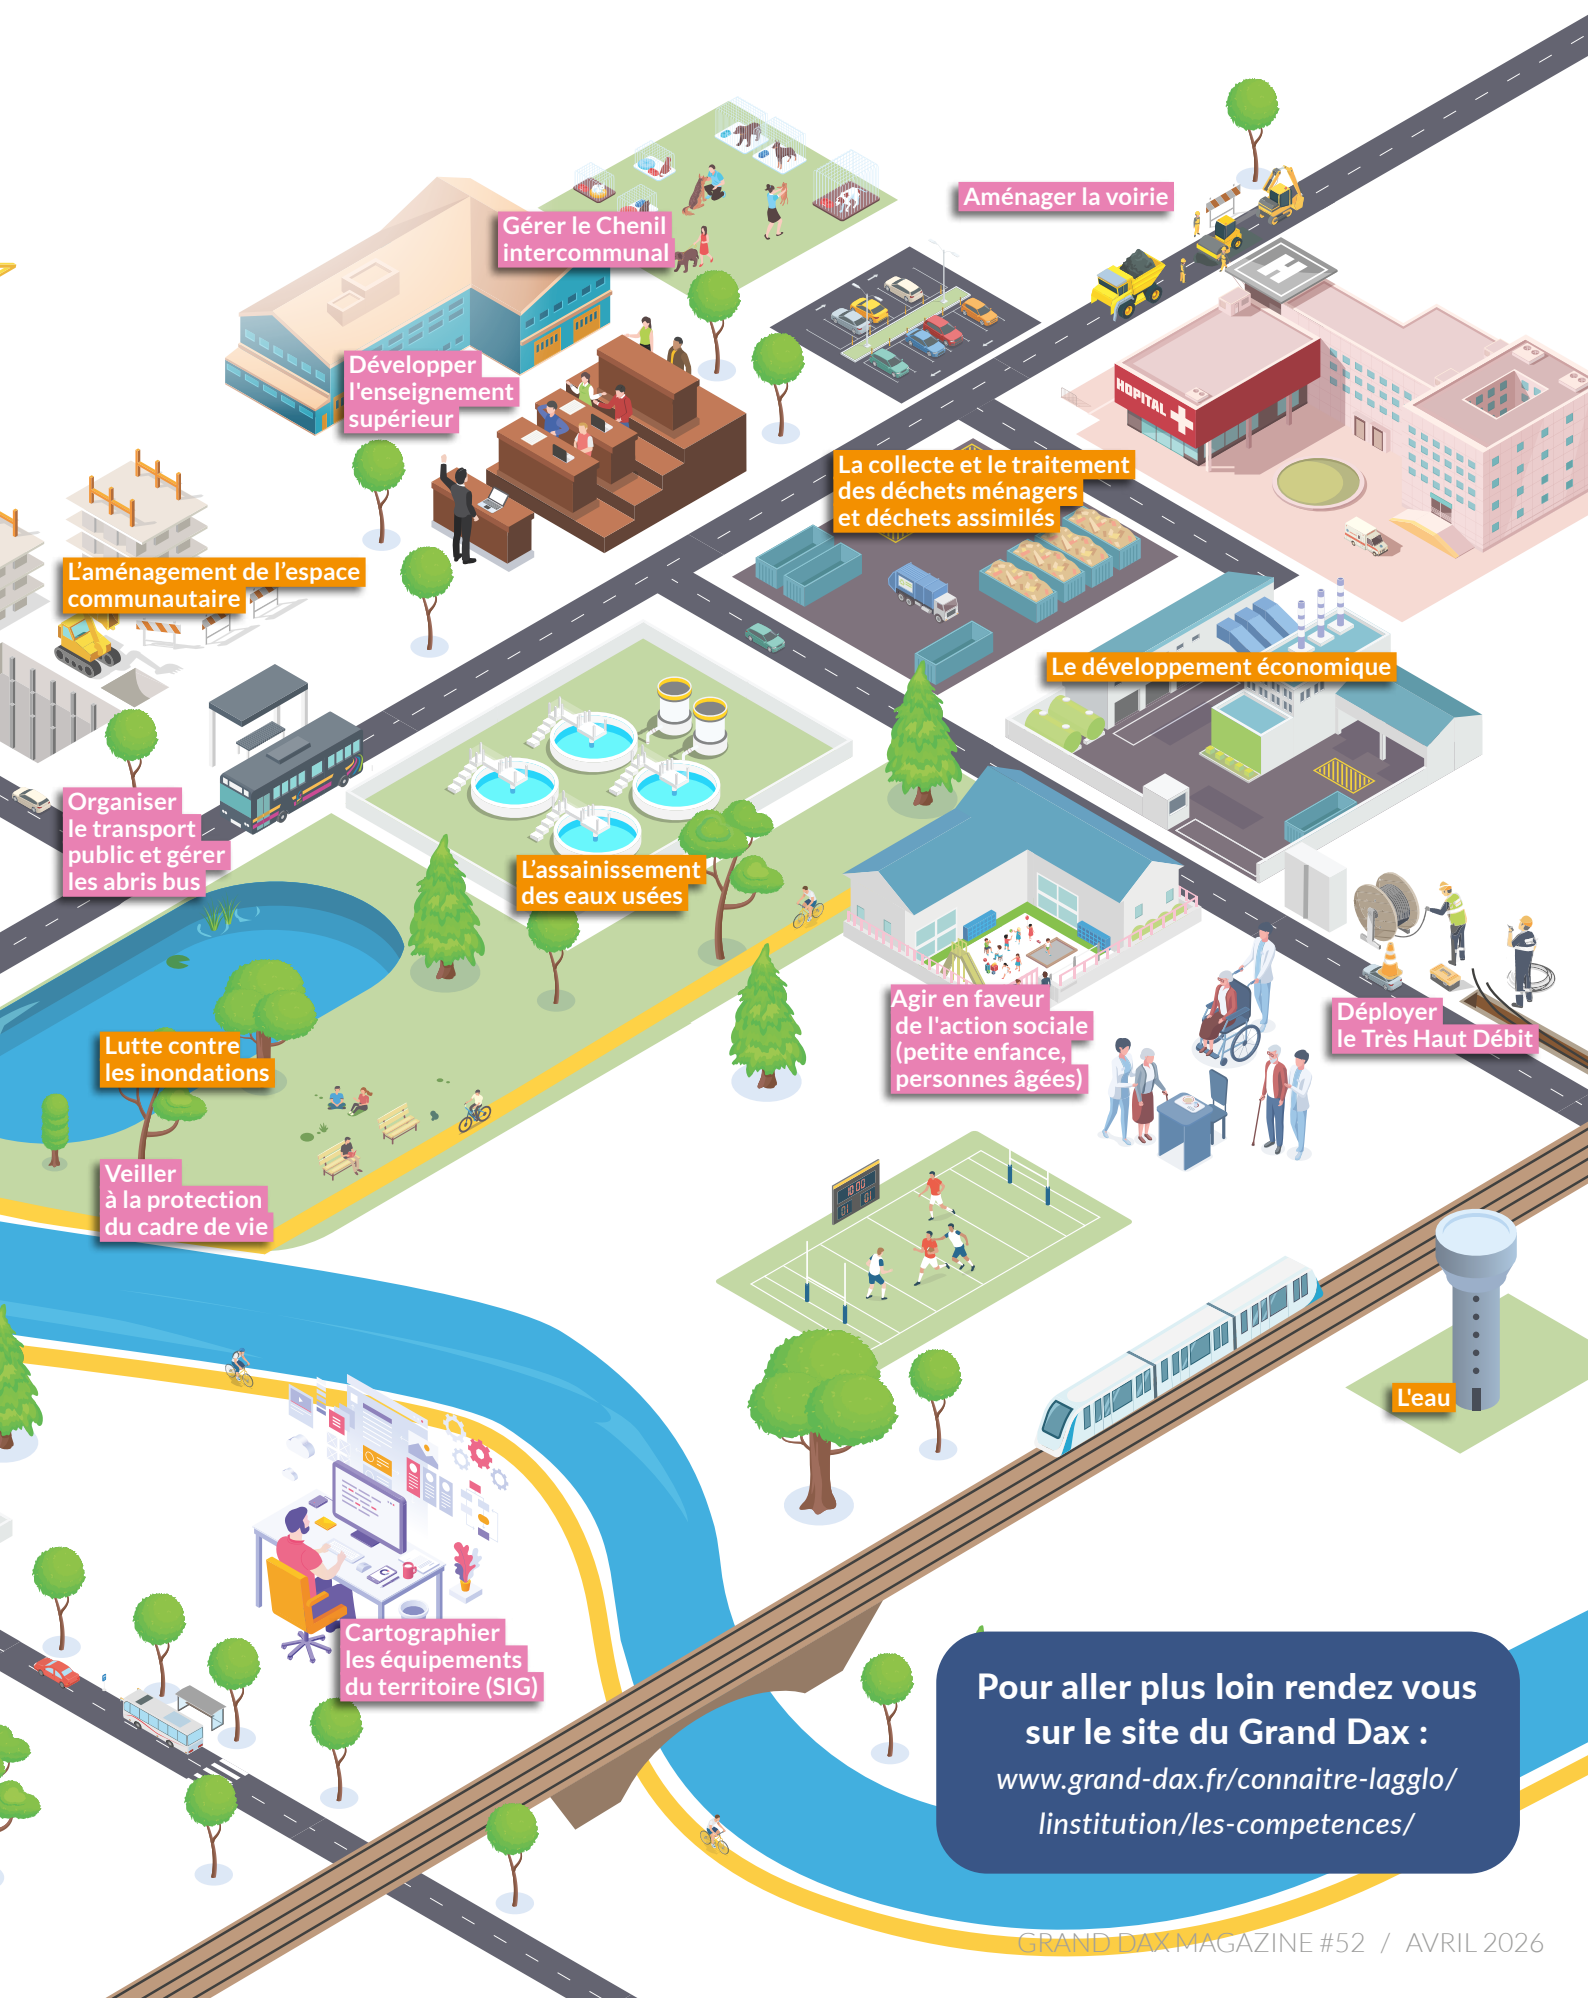 Aménager la voirie
Gérer le Chenil
intercommunal
Développer
l'enseignement
supérieur
HOPITAL
La collecte et le traitement
des déchets ménagers
et déchets assimilés
L’aménagement de l’espace
communautaire
Le développement économique
Organiser
le transport
public et gérer
les abris bus
L’assainissement
des eaux usées
Agir en faveur
de l'action sociale
(petite enfance,
personnes âgées)
Déployer
le Très Haut Débit
Lutte contre
les inondations
Veiller
à la protection
du cadre de vie
10:00
01 01
L'eau
Cartographier
les équipements
du territoire (SIG)
Pour aller plus loin rendez vous
sur le site du Grand Dax :
www.grand-dax.fr/connaitre-lagglo/
linstitution/les-competences/
GRAND DAX MAGAZINE #52 / AVRIL 2026